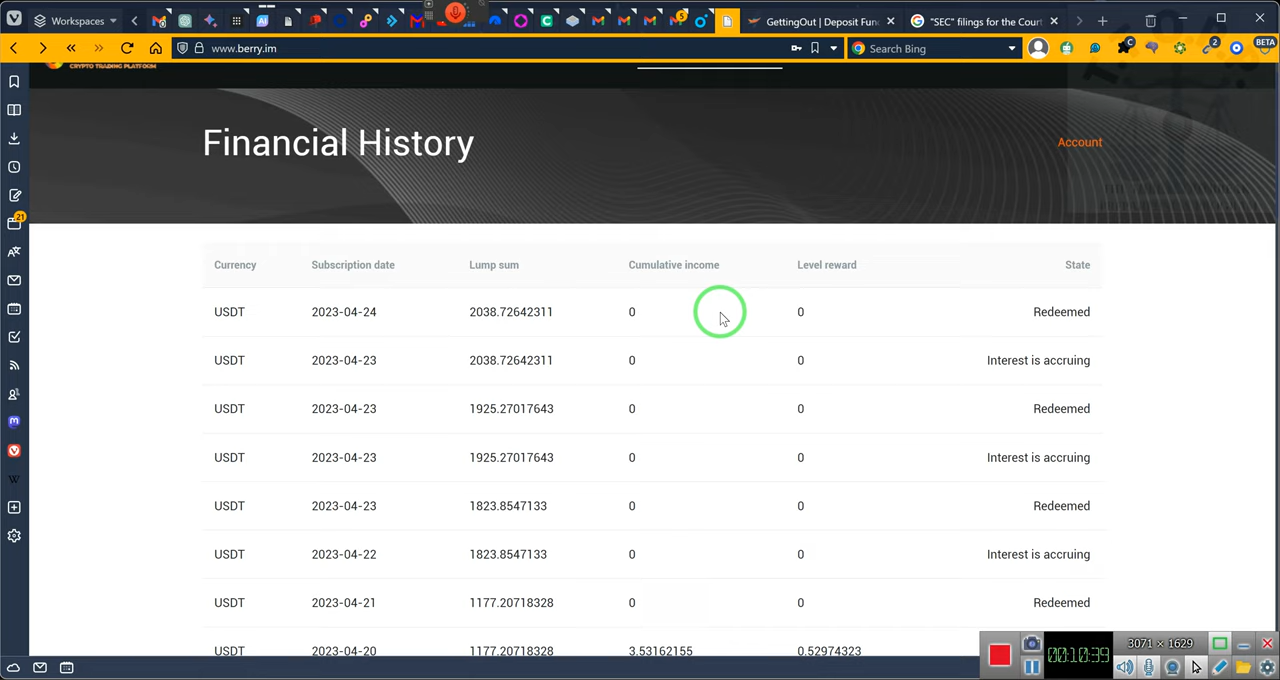 Workspaces
GettingOut | Deposit Fund
"SEC" filings for the Court
5
www.berry.im
Search Bing
C
2
BETA
21
CRYPTO TRADING PLATFORM
Financial History
Account
Currency Subscription date Lump sum Cumulative income Level reward State
USDT 2023-04-24 2038.72642311 0 0 Redeemed
USDT 2023-04-23 2038.72642311 0 0 Interest is accruing
USDT 2023-04-23 1925.27017643 0 0 Redeemed
USDT 2023-04-23 1925.27017643 0 0 Interest is accruing
USDT 2023-04-23 1823.8547133 0 0 Redeemed
USDT 2023-04-22 1823.8547133 0 0 Interest is accruing
USDT 2023-04-21 1177.20718328 0 0 Redeemed
USDT 2023-04-20 1177.20718328 3.53162155 0.52974323
3071 × 1629
00:10:39